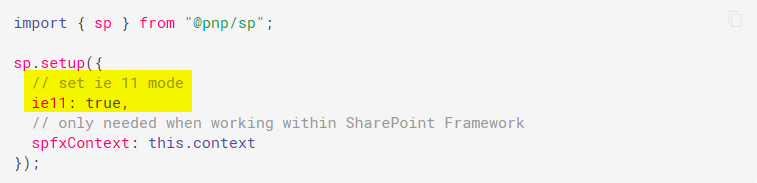 import { sp } from "@pnp/sp";
sp.setup({
// set ie 11 mode
ie11: true,
// only needed when working within SharePoint Framework
spfxContext: this.context
});